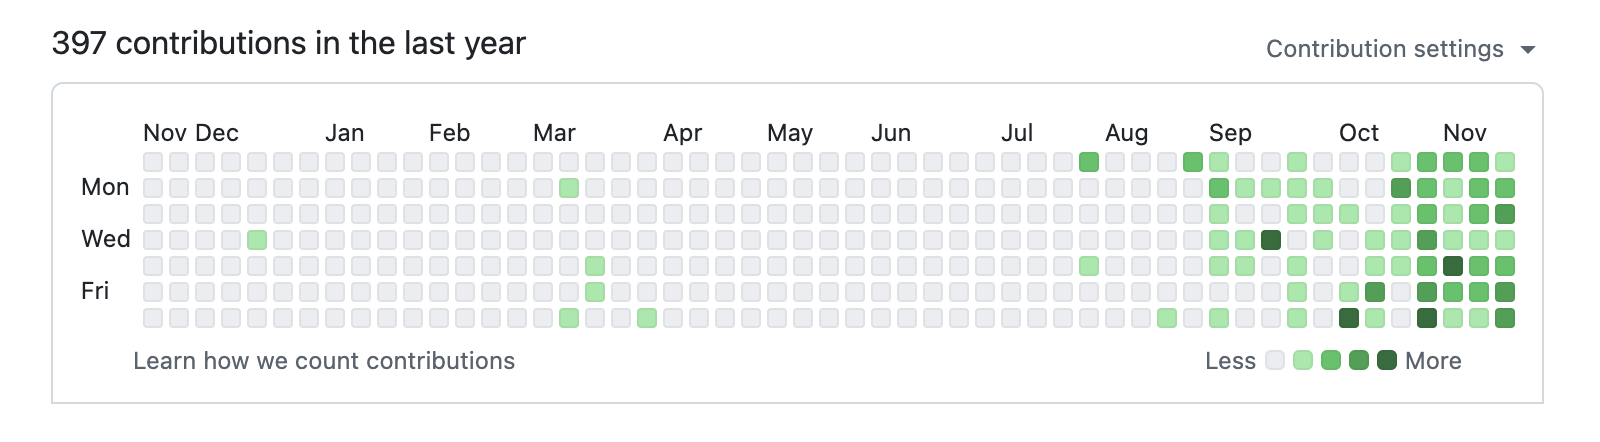 397 contributions in the last year
Contribution settings
Nov Dec Jan Feb Mar Apr May Jun Jul Aug Sep Oct Nov
Mon
Wed
Fri
Learn how we count contributions
Less More